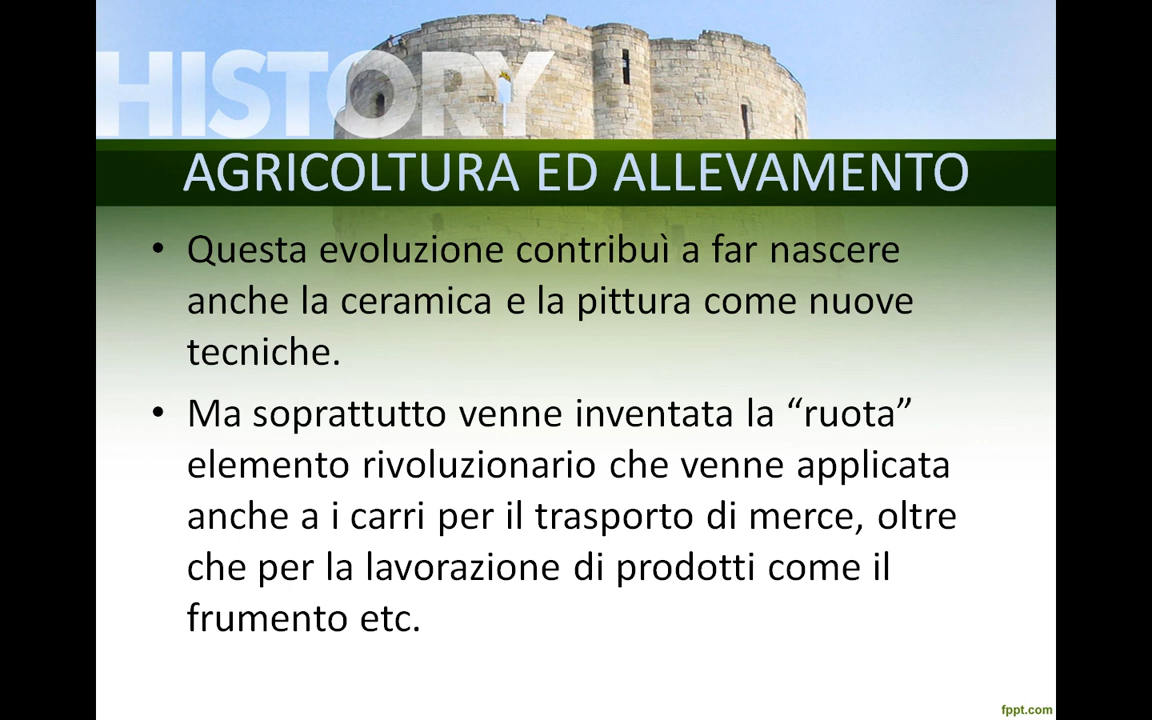 HISTORY
AGRICOLTURA ED ALLEVAMENTO
• Questa evoluzione contribuì a far nascere
anche la ceramica e la pittura come nuove
tecniche.
• Ma soprattutto venne inventata la “ruota”
elemento rivoluzionario che venne applicata
anche a i carri per il trasporto di merce, oltre
che per la lavorazione di prodotti come il
frumento etc.
fppt.com